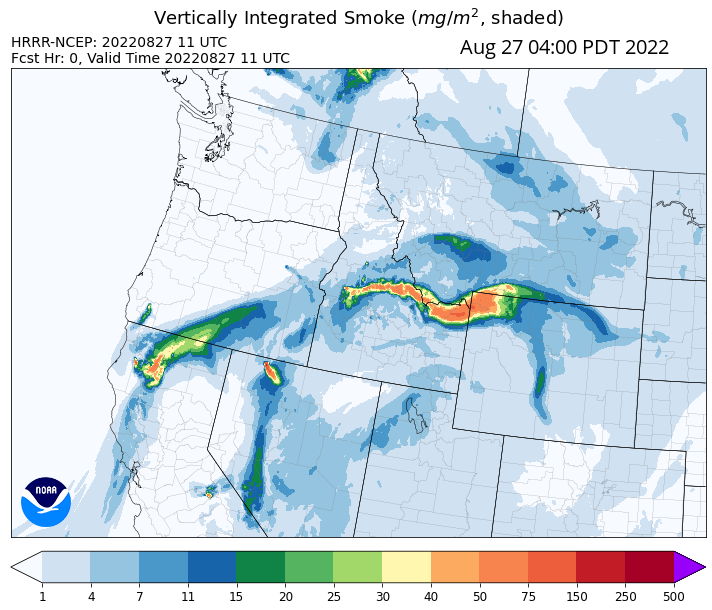 Vertically Integrated Smoke (mg/m², shaded)
HRRR-NCEP: 20220827 11 UTC
Aug 27 04:00 PDT 2022
Fcst Hr: 0, Valid Time 20220827 11 UTC
NOAA
1 4 7 11 15 20 25 30 40 50 75 150 250 500